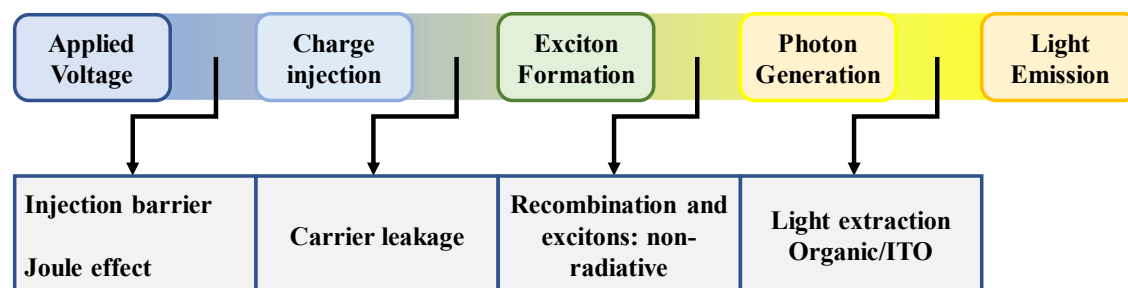 Applied
Voltage
Charge
injection
Exciton
Formation
Photon
Generation
Light
Emission
Injection barrier
Joule effect
Carrier leakage
Recombination and
excitons: non-
radiative
Light extraction
Organic/ITO